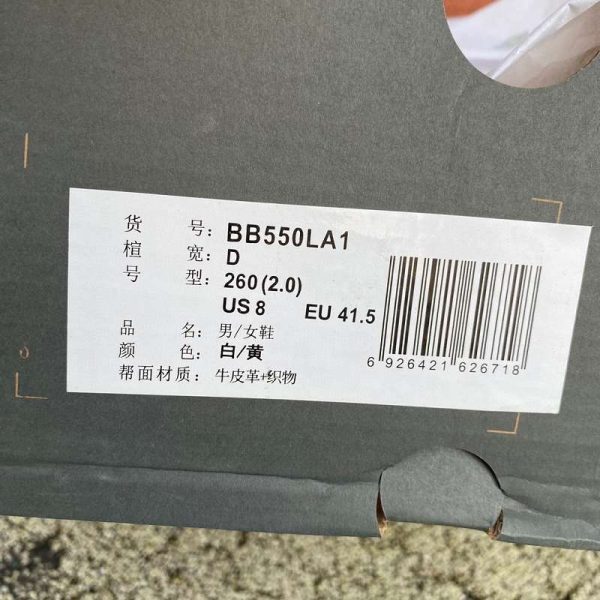 货 号: BB550LA1
楦 宽: D
号 型: 260(2.0)
US 8 EU 41.5
品 名: 男/女鞋
颜 色: 白/黄
帮面材质: 牛皮革+织物
6 926421 626718